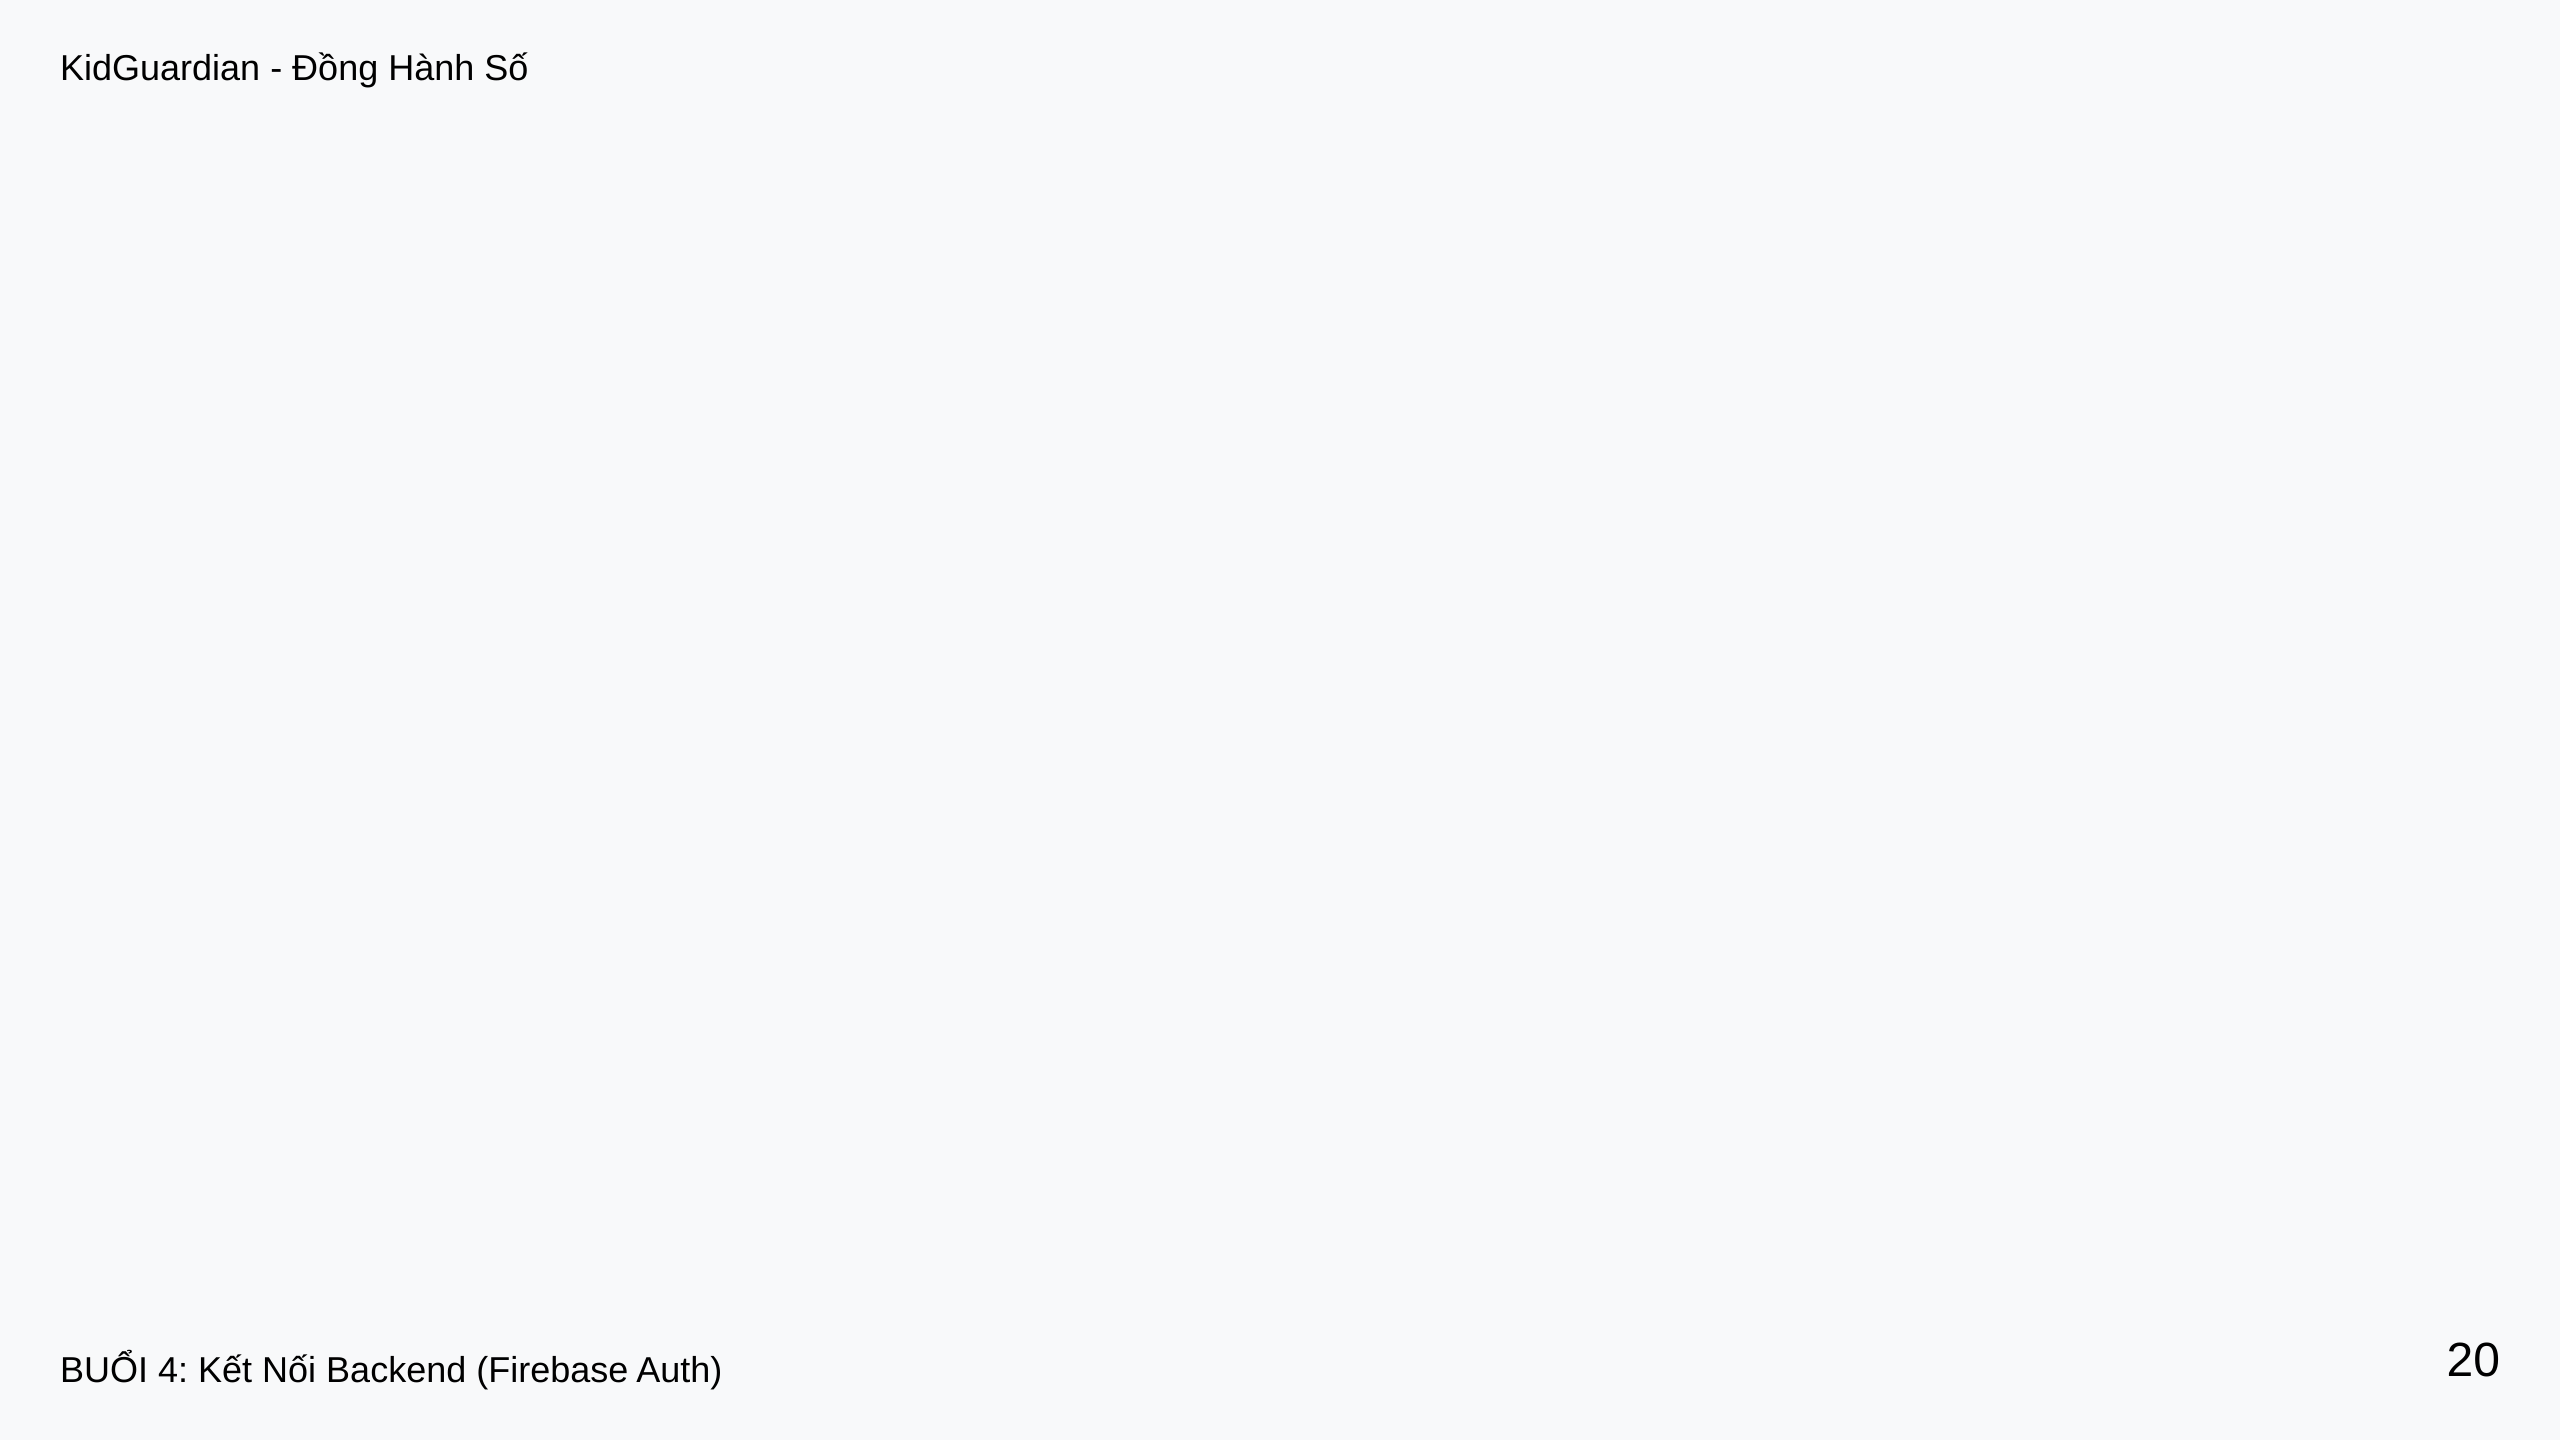 KidGuardian - Đồng Hành Số
BUỔI 4: Kết Nối Backend (Firebase Auth)
20